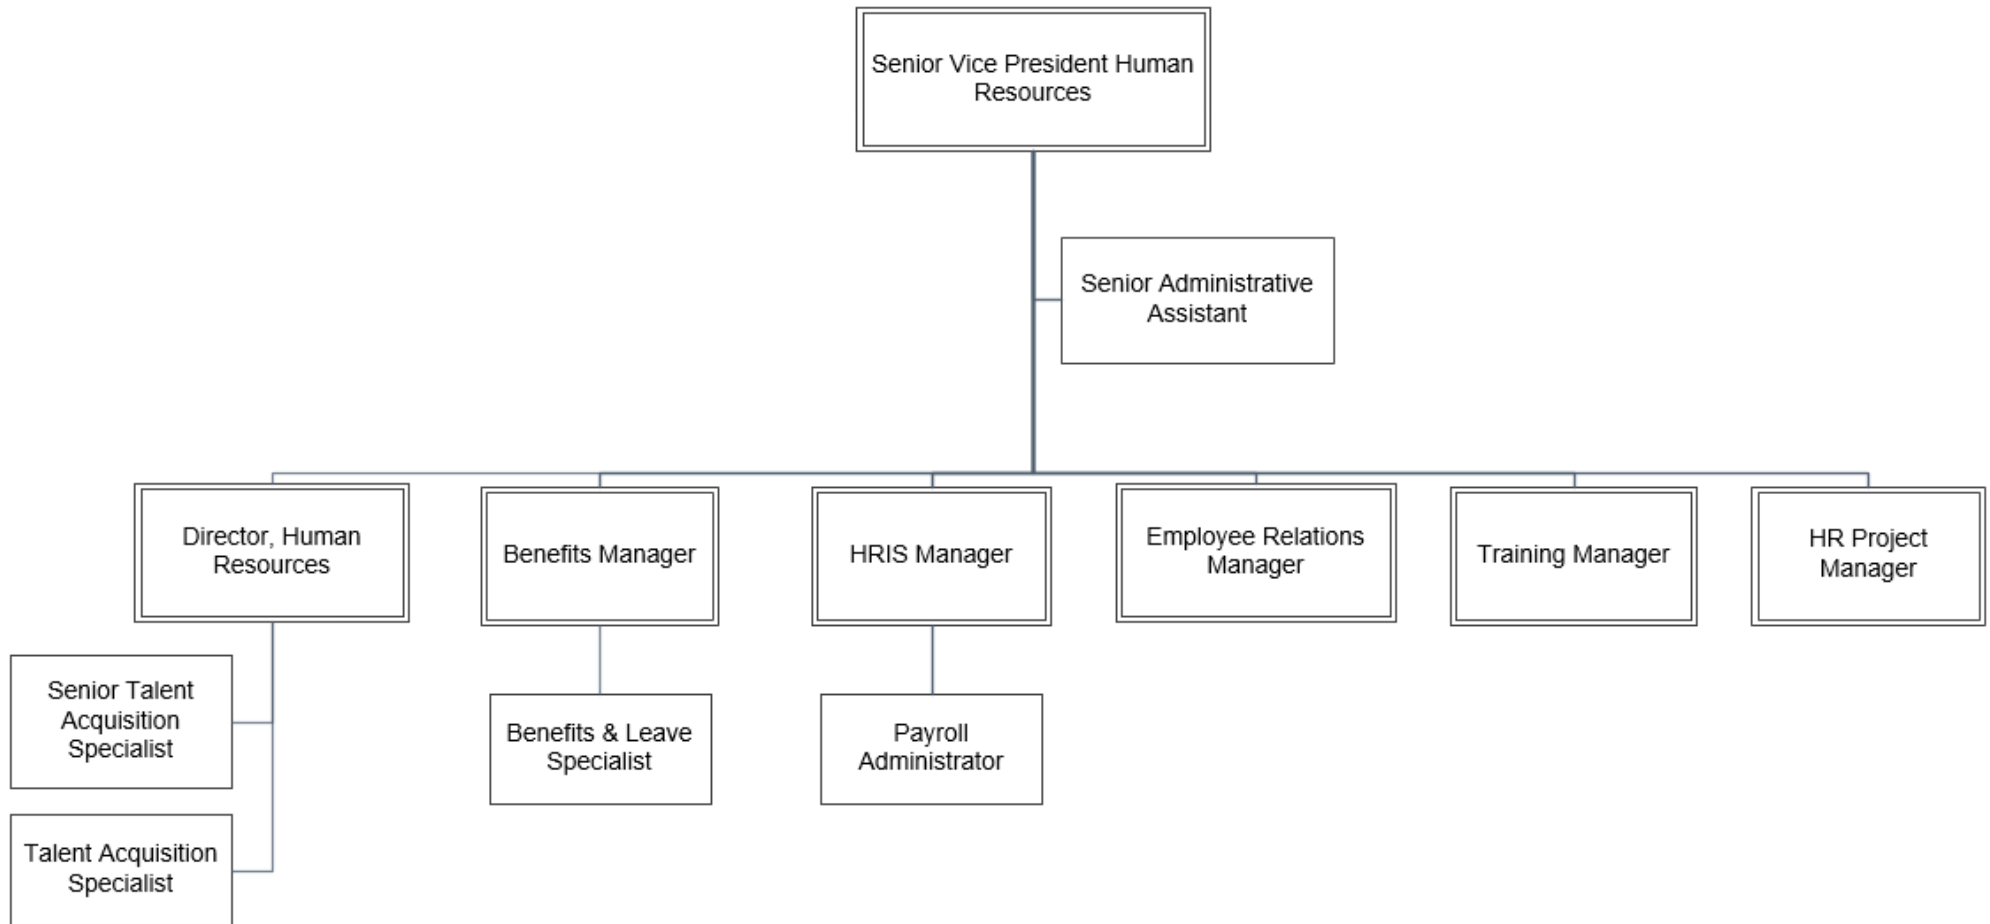 Senior Vice President Human
Resources
Senior Administrative
Assistant
Director, Human
Resources
Benefits Manager
HRIS Manager
Employee Relations
Manager
Training Manager
HR Project
Manager
Senior Talent
Acquisition
Specialist
Benefits & Leave
Specialist
Payroll
Administrator
Talent Acquisition
Specialist